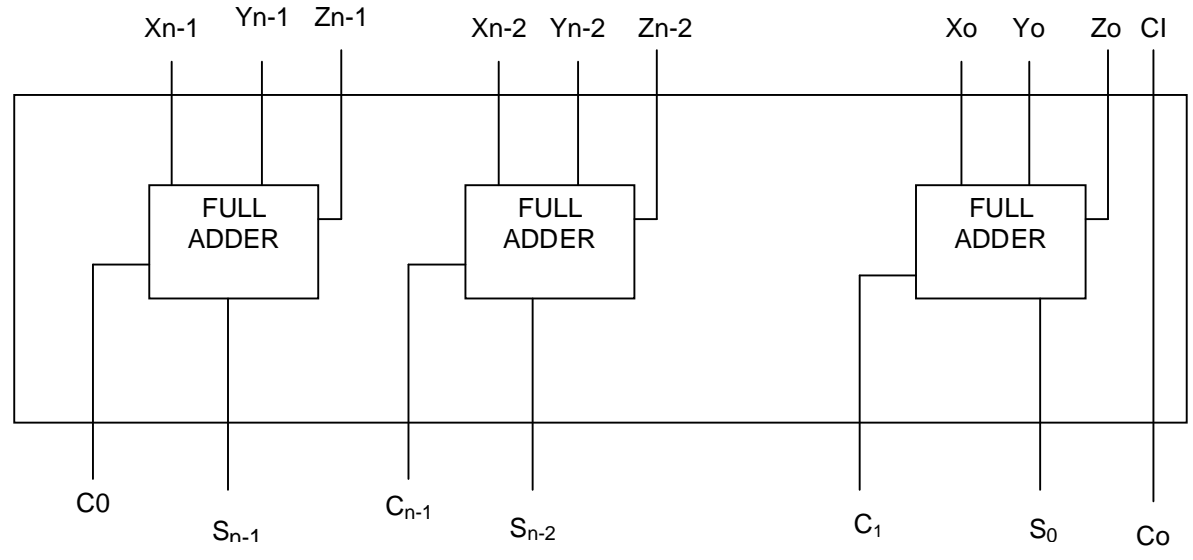 Xn-1 Yn-1 Zn-1 Xn-2 Yn-2 Zn-2 Xo Yo Zo CI
FULL
ADDER
FULL
ADDER
FULL
ADDER
C0 Sn-1 Cn-1 Sn-2 C1 S0 Co